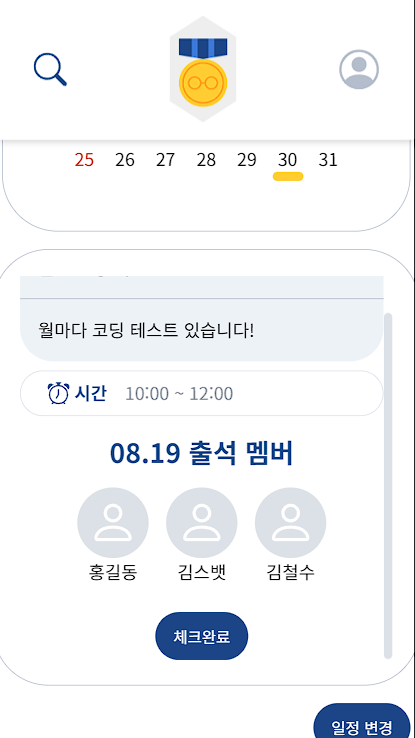 25 26 27 28 29 30 31
월마다 코딩 테스트 있습니다!
시간 10:00 ~ 12:00
08.19 출석 멤버
홍길동 김스뱃 김철수
체크완료
일정 변경